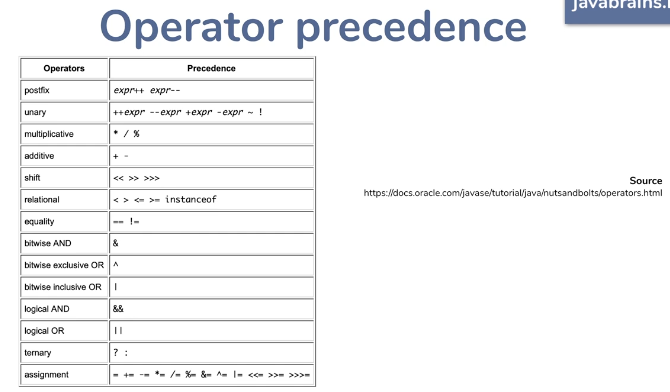 javabrains.
Operator precedence
Operators Precedence
postfix expr++ expr--
unary ++expr --expr +expr -expr ~ !
multiplicative * / %
additive + -
shift << >> >>>
relational < > <= >= instanceof
equality == !=
bitwise AND &
bitwise exclusive OR ^
bitwise inclusive OR |
logical AND &&
logical OR ||
ternary ? :
assignment = += -= *= /= %= &= ^= |= <<= >>= >>>=
Source
https://docs.oracle.com/javase/tutorial/java/nutsandbolts/operators.html